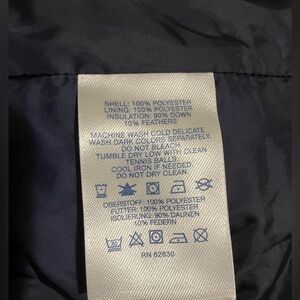 SHELL: 100% POLYESTER
LINING: 100% POLYESTER
INSULATION: 90% DOWN
10% FEATHERS
MACHINE WASH COLD DELICATE
WASH DARK COLORS SEPARATELY.
DO NOT BLEACH.
TUMBLE DRY LOW WITH CLEAN
TENNIS BALLS.
COOL IRON IF NEEDED.
DO NOT DRY CLEAN.
OBERSTOFF: 100% POLYESTER
FUTTER: 100% POLYESTER
ISOLIERUNG: 90% DAUNEN
10% FEDERN
RN 62830